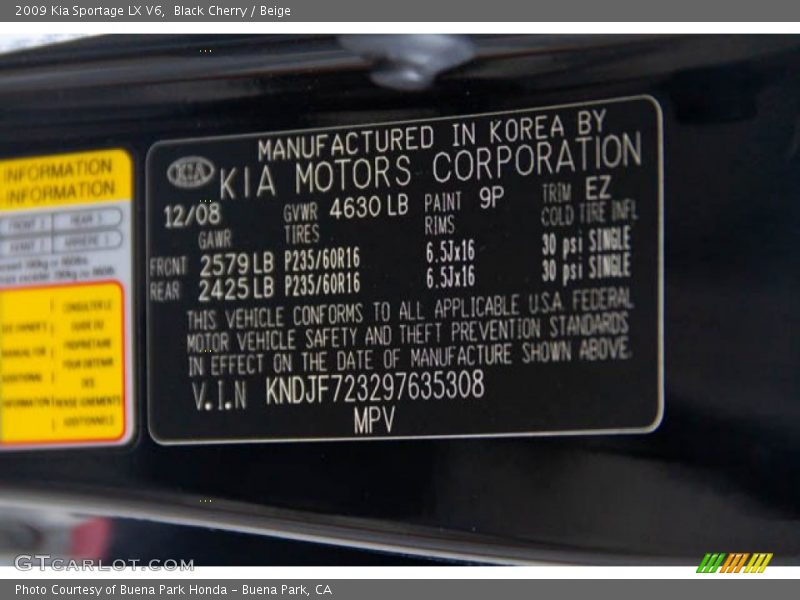 2009 Kia Sportage LX V6, Black Cherry / Beige
MANUFACTURED IN KOREA BY
KIA KIA MOTORS CORPORATION
12/08 GVWR 4630 LB PAINT 9P TRIM EZ
GAWR TIRES RIMS COLD TIRE INFL
FRONT 2579 LB P235/60R16 6.5Jx16 30 psi SINGLE
REAR 2425 LB P235/60R16 6.5Jx16 30 psi SINGLE
THIS VEHICLE CONFORMS TO ALL APPLICABLE U.S.A. FEDERAL
MOTOR VEHICLE SAFETY AND THEFT PREVENTION STANDARDS
IN EFFECT ON THE DATE OF MANUFACTURE SHOWN ABOVE.
V.I.N KNDJF723297635308
MPV
INFORMATION
INFORMATION
GTCARLOT.COM
Photo Courtesy of Buena Park Honda - Buena Park, CA